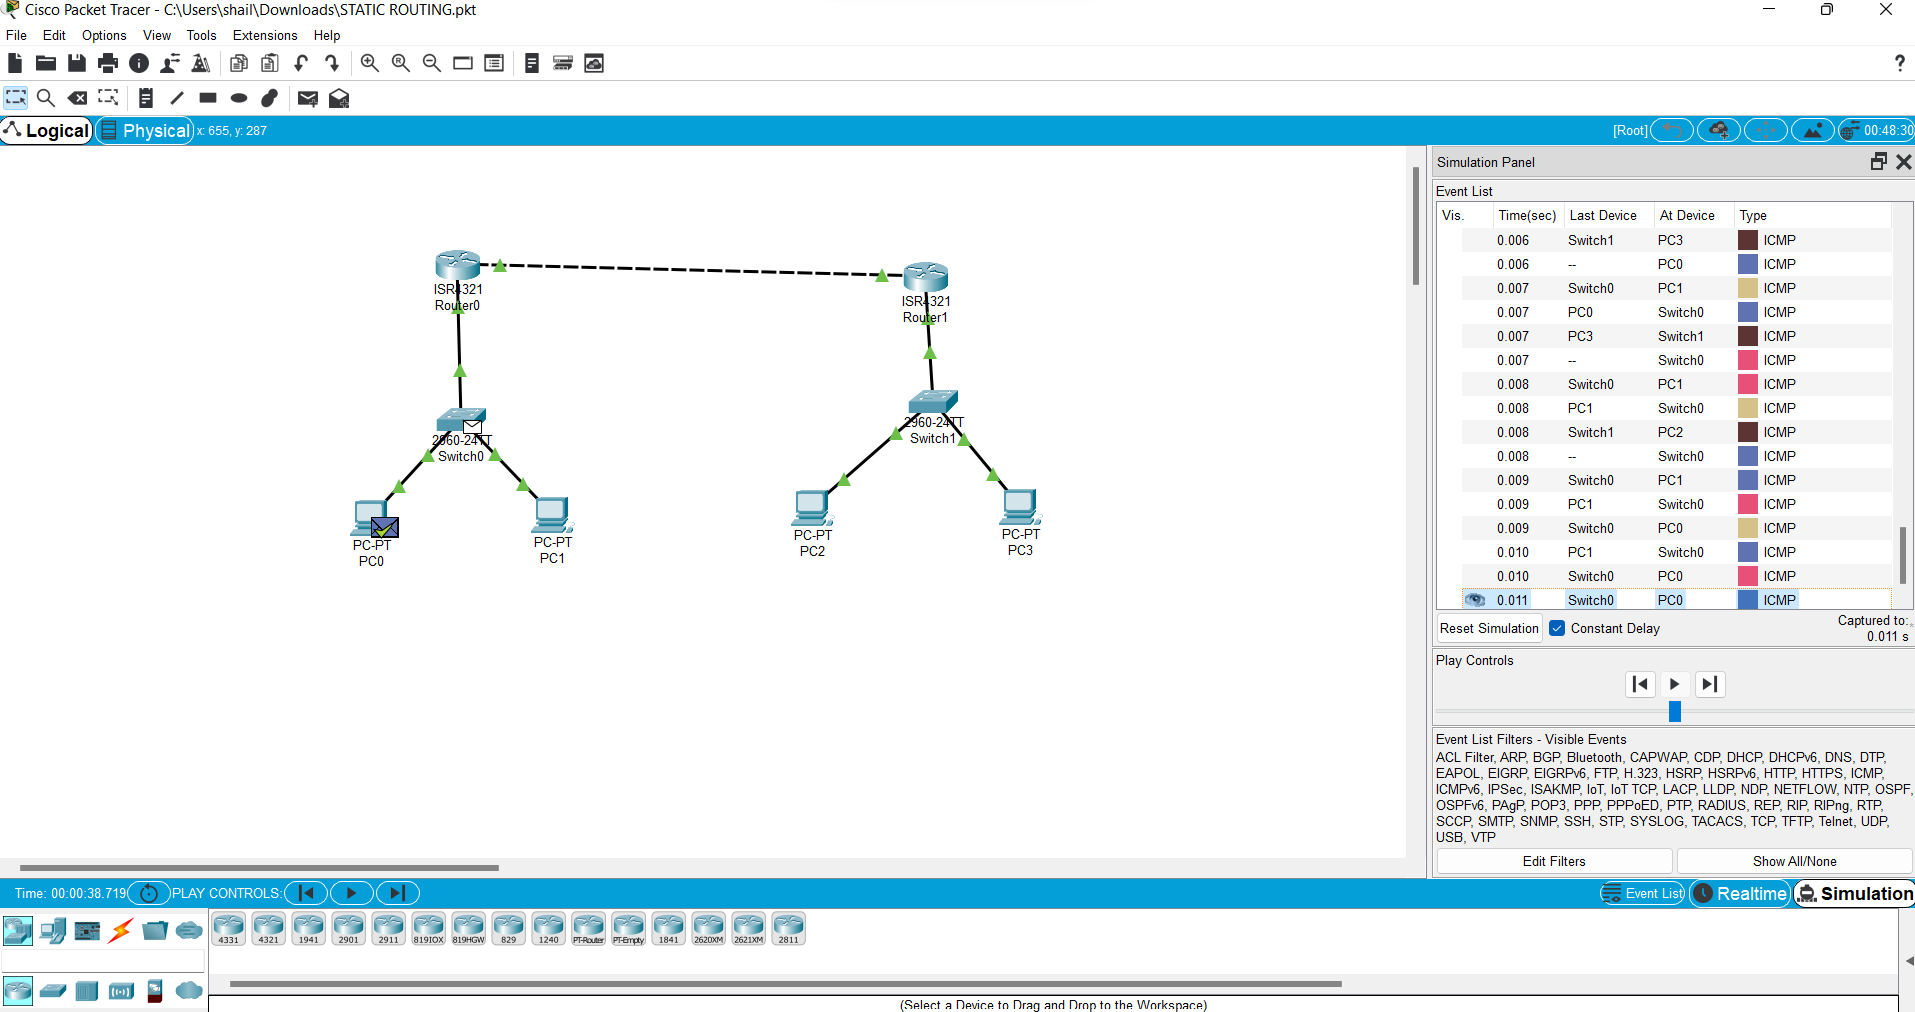 Cisco Packet Tracer - C:\Users\shail\Downloads\STATIC ROUTING.pkt
File Edit Options View Tools Extensions Help
?
Logical Physical x: 655, y: 287 [Root] 00:48:30
Simulation Panel
Event List
Vis. Time(sec) Last Device At Device Type
0.006 Switch1 PC3 ICMP
0.006 -- PC0 ICMP
0.007 Switch0 PC1 ICMP
0.007 PC0 Switch0 ICMP
0.007 PC3 Switch1 ICMP
0.007 -- Switch0 ICMP
0.008 Switch0 PC1 ICMP
0.008 PC1 Switch0 ICMP
0.008 Switch1 PC2 ICMP
0.008 -- Switch0 ICMP
0.009 Switch0 PC1 ICMP
0.009 PC1 Switch0 ICMP
0.009 Switch0 PC0 ICMP
0.010 PC1 Switch0 ICMP
0.010 Switch0 PC0 ICMP
0.011 Switch0 PC0 ICMP
Reset Simulation Constant Delay Captured to:
0.011 s
Play Controls
Event List Filters - Visible Events
ACL Filter, ARP, BGP, Bluetooth, CAPWAP, CDP, DHCP, DHCPv6, DNS, DTP,
EAPOL, EIGRP, EIGRPv6, FTP, H.323, HSRP, HSRPv6, HTTP, HTTPS, ICMP,
ICMPv6, IPSec, ISAKMP, IoT, IoT TCP, LACP, LLDP, NDP, NETFLOW, NTP, OSPF,
OSPFv6, PAgP, POP3, PPP, PPPoED, PTP, RADIUS, REP, RIP, RIPng, RTP,
SCCP, SMTP, SNMP, SSH, STP, SYSLOG, TACACS, TCP, TFTP, Telnet, UDP,
USB, VTP
Edit Filters Show All/None
ISR4321
Router0
ISR4321
Router1
2960-24TT
Switch0
2960-24TT
Switch1
PC-PT
PC0
PC-PT
PC1
PC-PT
PC2
PC-PT
PC3
Time: 00:00:38.719 PLAY CONTROLS: Event List Realtime Simulation
4331 4321 1941 2901 2911 819IOX 819HGW 829 1240 PT-Router PT-Empty 1841 2620XM 2621XM 2811
(Select a Device to Drag and Drop to the Workspace)